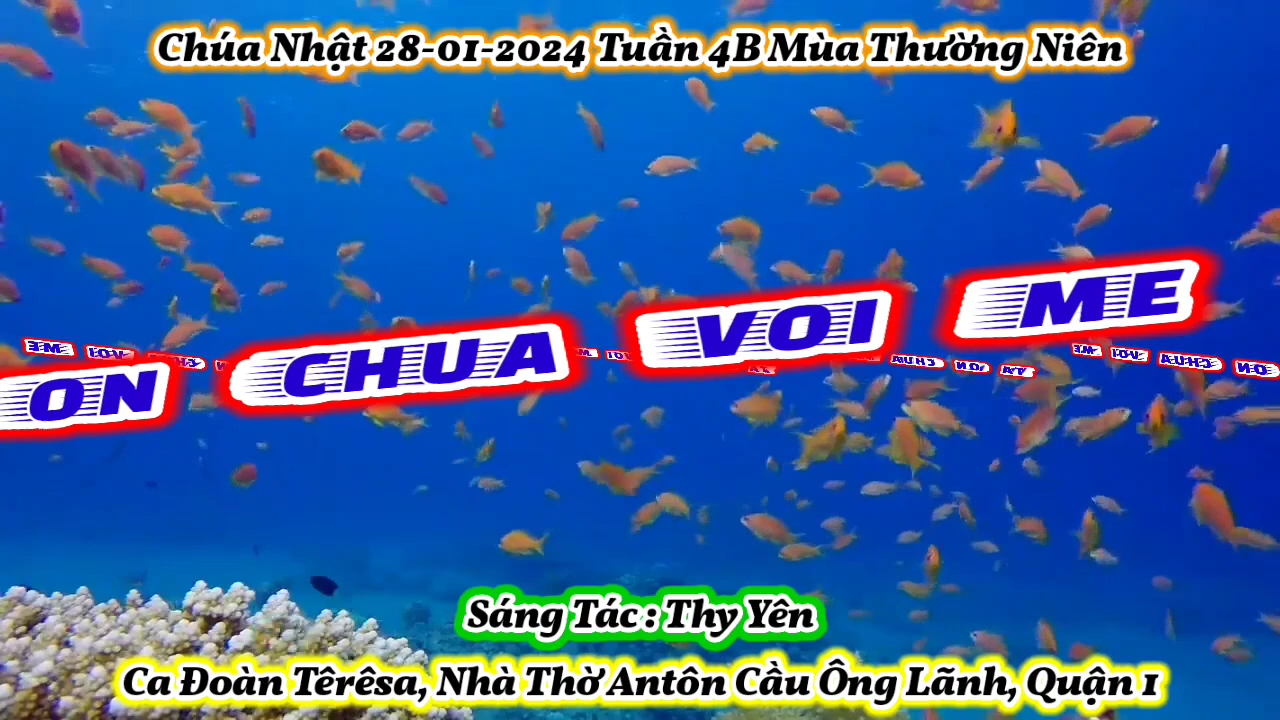 Chúa Nhật 28-01-2024 Tuần 4B Mùa Thường Niên
ON CHUA VOI ME
Sáng Tác : Thy Yên
Ca Đoàn Têrêsa, Nhà Thờ Antôn Cầu Ông Lãnh, Quận 1